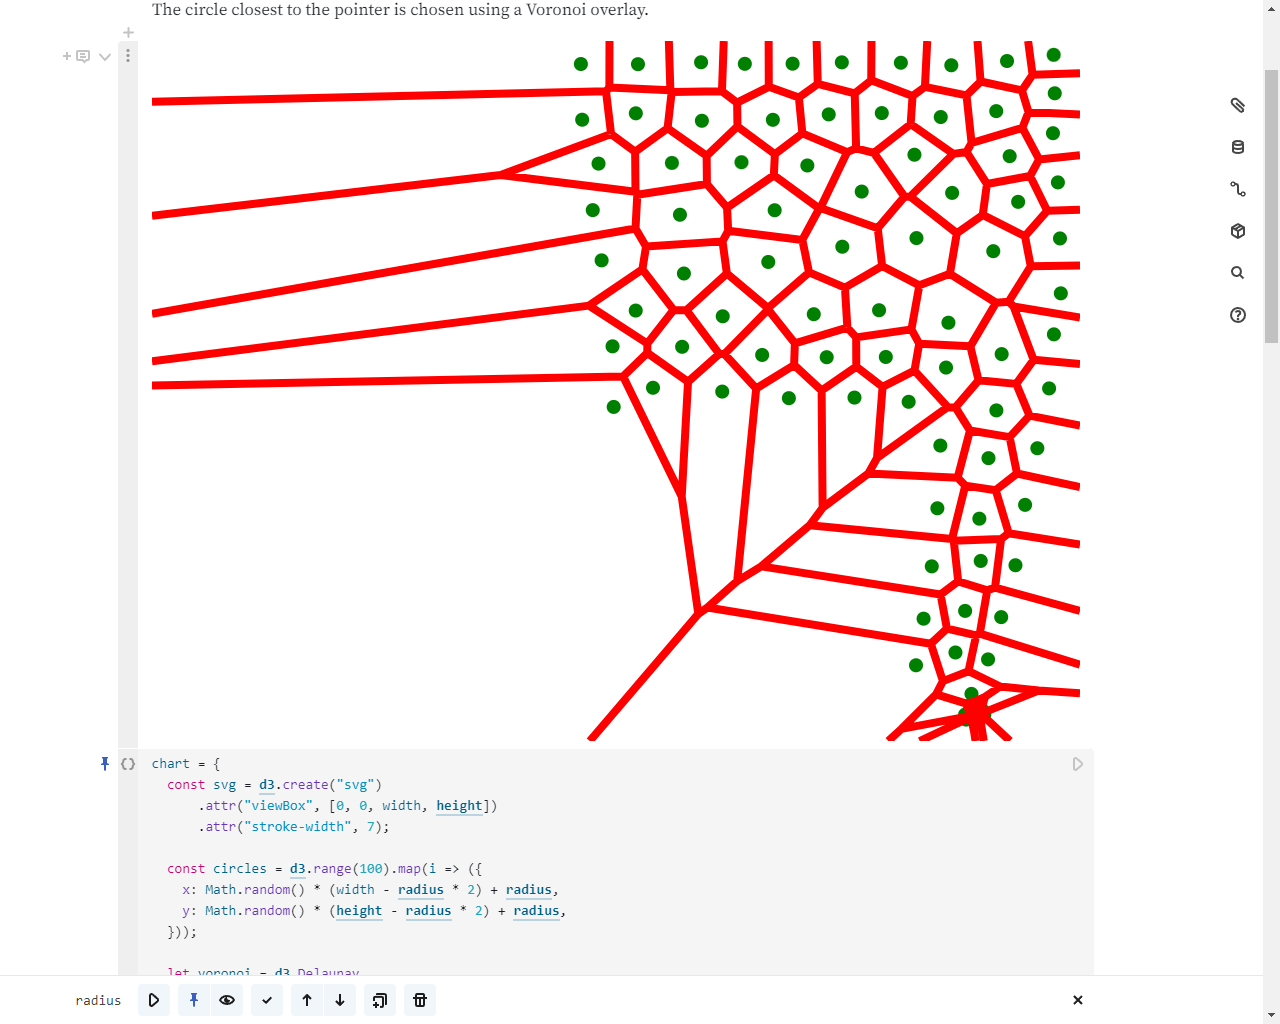 The circle closest to the pointer is chosen using a Voronoi overlay.
chart = {
const svg = d3.create("svg")
.attr("viewBox", [0, 0, width, height])
.attr("stroke-width", 7);
const circles = d3.range(100).map(i => ({
x: Math.random() * (width - radius * 2) + radius,
y: Math.random() * (height - radius * 2) + radius,
}));
let voronoi = d3.Delaunay
radius